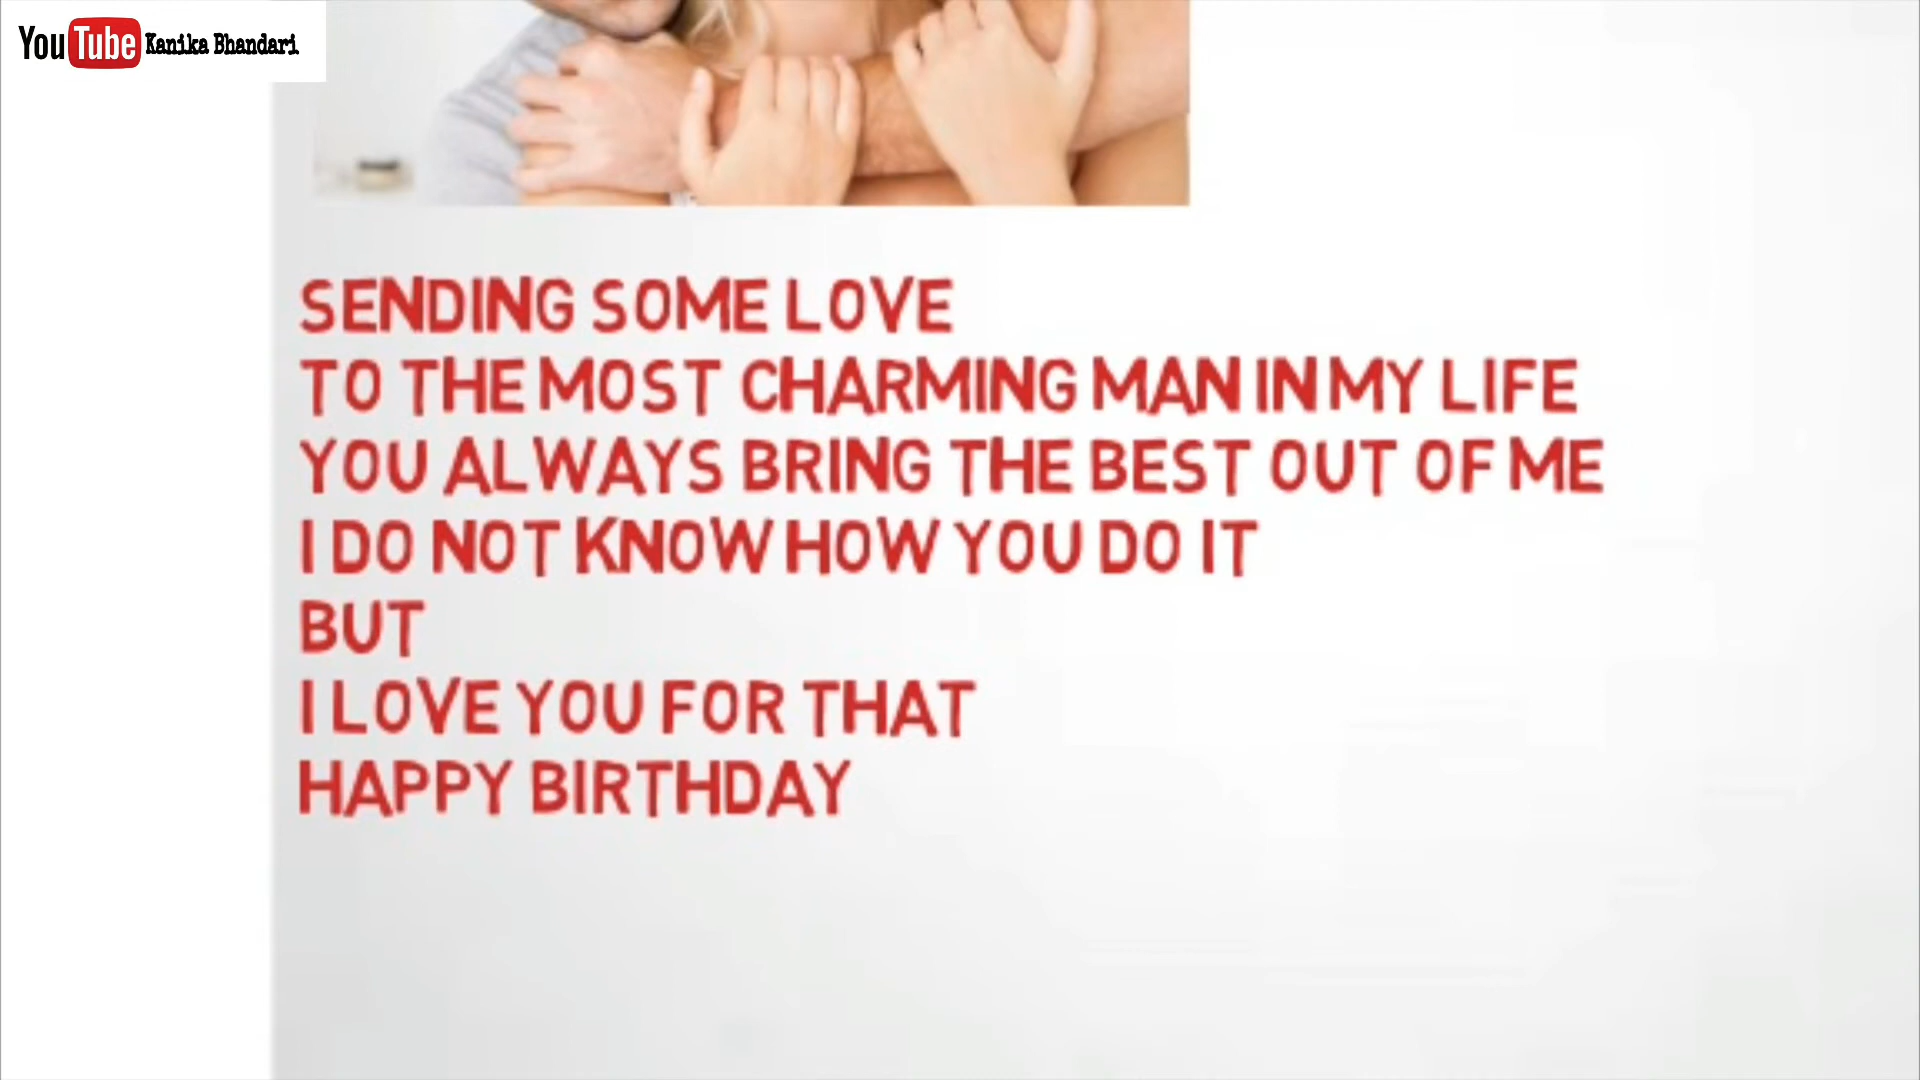 YouTube Kanika Bhandari
SENDING SOME LOVE
TO THE MOST CHARMING MAN IN MY LIFE
YOU ALWAYS BRING THE BEST OUT OF ME
I DO NOT KNOW HOW YOU DO IT
BUT
I LOVE YOU FOR THAT
HAPPY BIRTHDAY